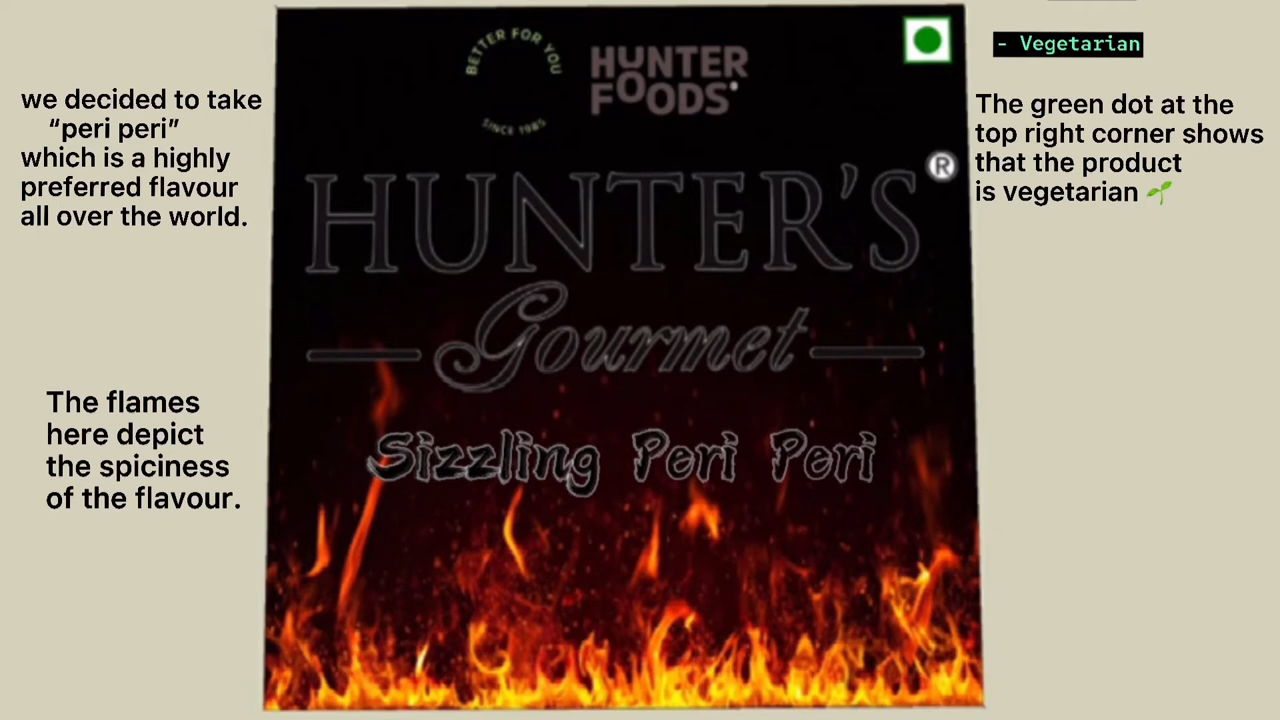 BETTER FOR YOU
SINCE 1985
HUNTER
FOODS
HUNTER'S®
Gourmet
Sizzling Peri Peri
we decided to take
“peri peri”
which is a highly
preferred flavour
all over the world.
The flames
here depict
the spiciness
of the flavour.
- Vegetarian
The green dot at the
top right corner shows
that the product
is vegetarian 🌱